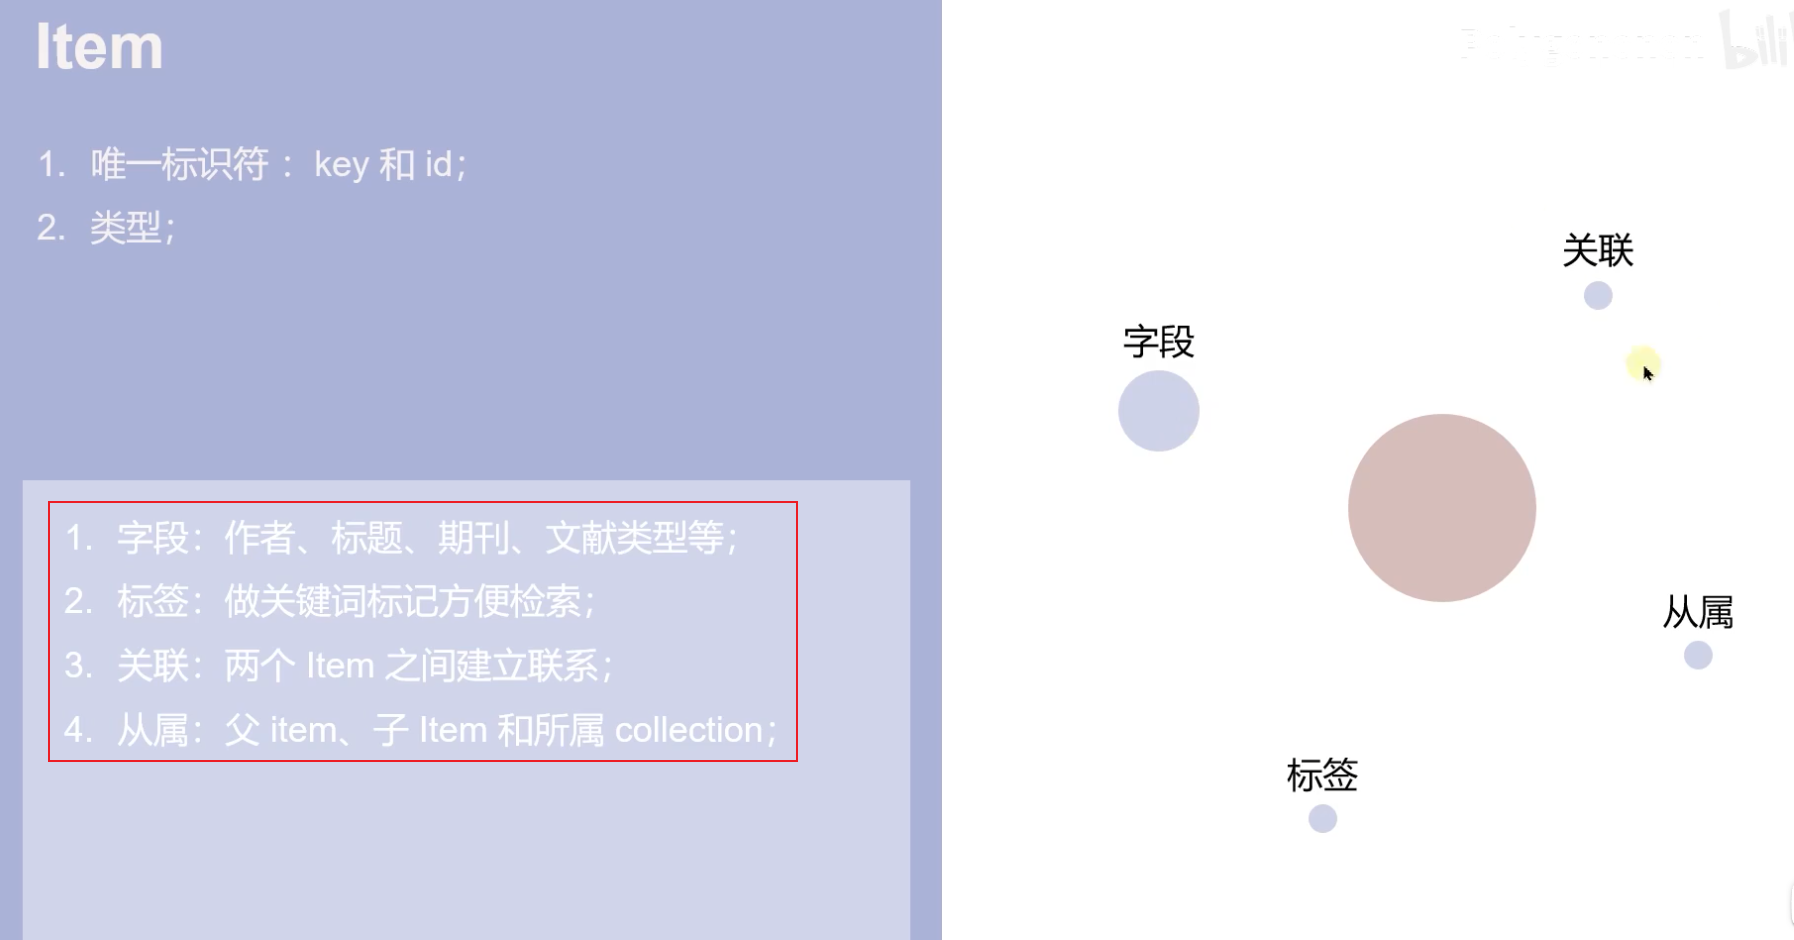 Item
1. 唯一标识符 ：key 和 id；
2. 类型；
1. 字段：作者、标题、期刊、文献类型等；
2. 标签：做关键词标记方便检索；
3. 关联：两个 Item 之间建立联系；
4. 从属：父 item、子 Item 和所属 collection；
关联
字段
从属
标签